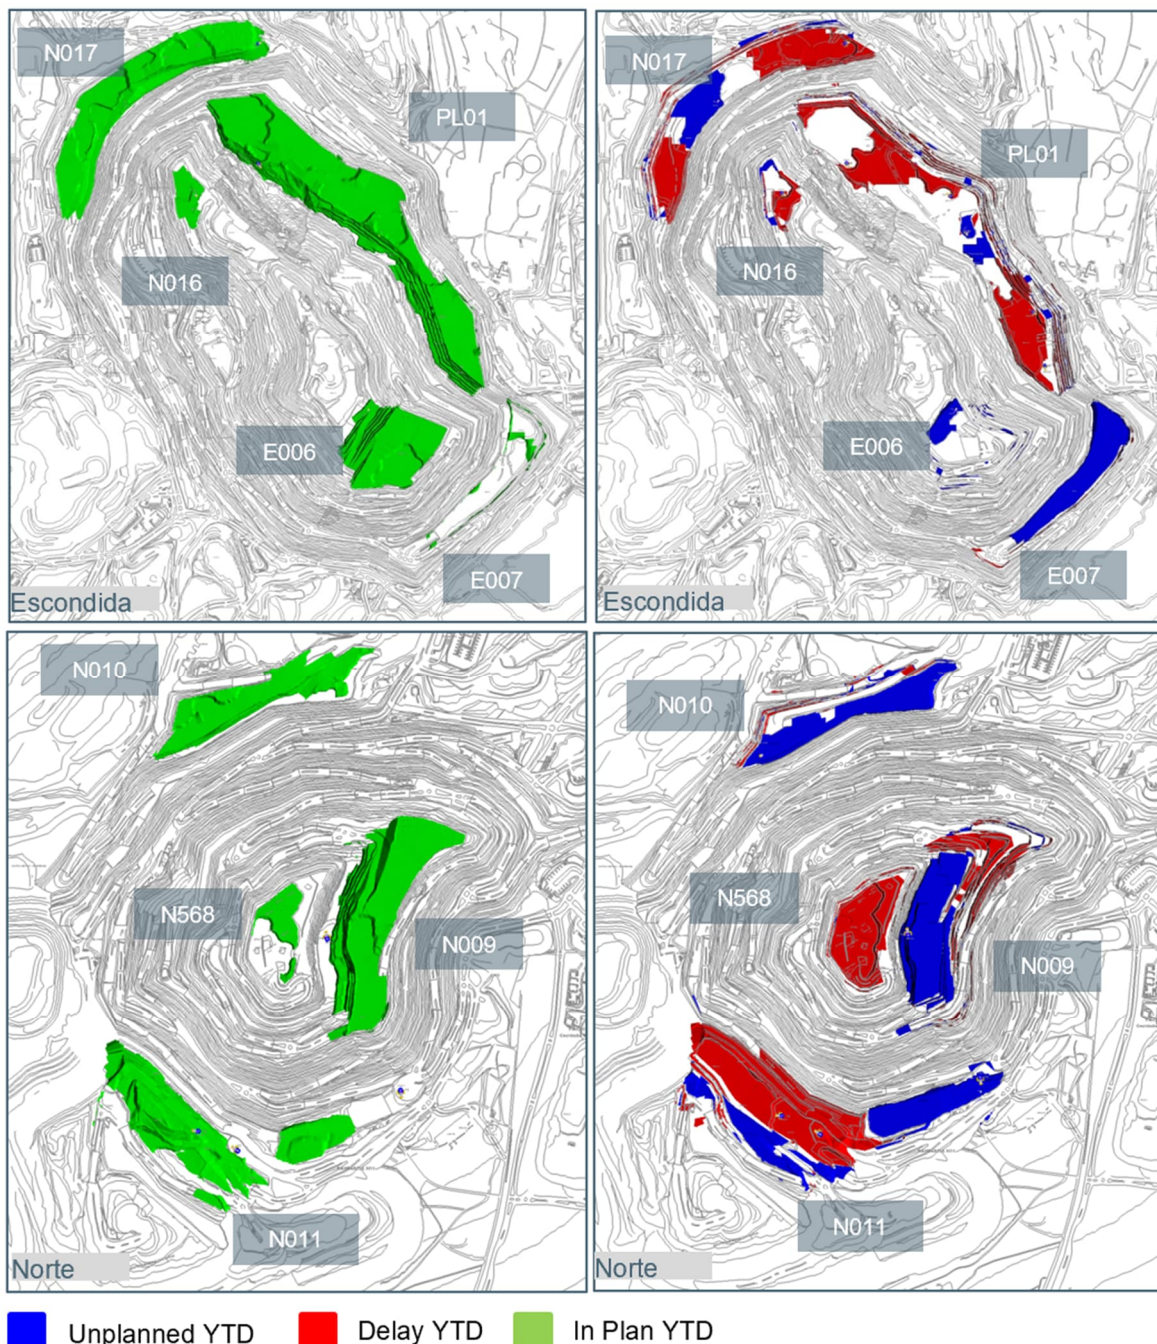 N017
PL01
N016
E006
E007
Escondida
N017
PL01
N016
E006
E007
Escondida
N010
N568
N009
N011
Norte
N010
N568
N009
N011
Norte
Unplanned YTD
Delay YTD
In Plan YTD